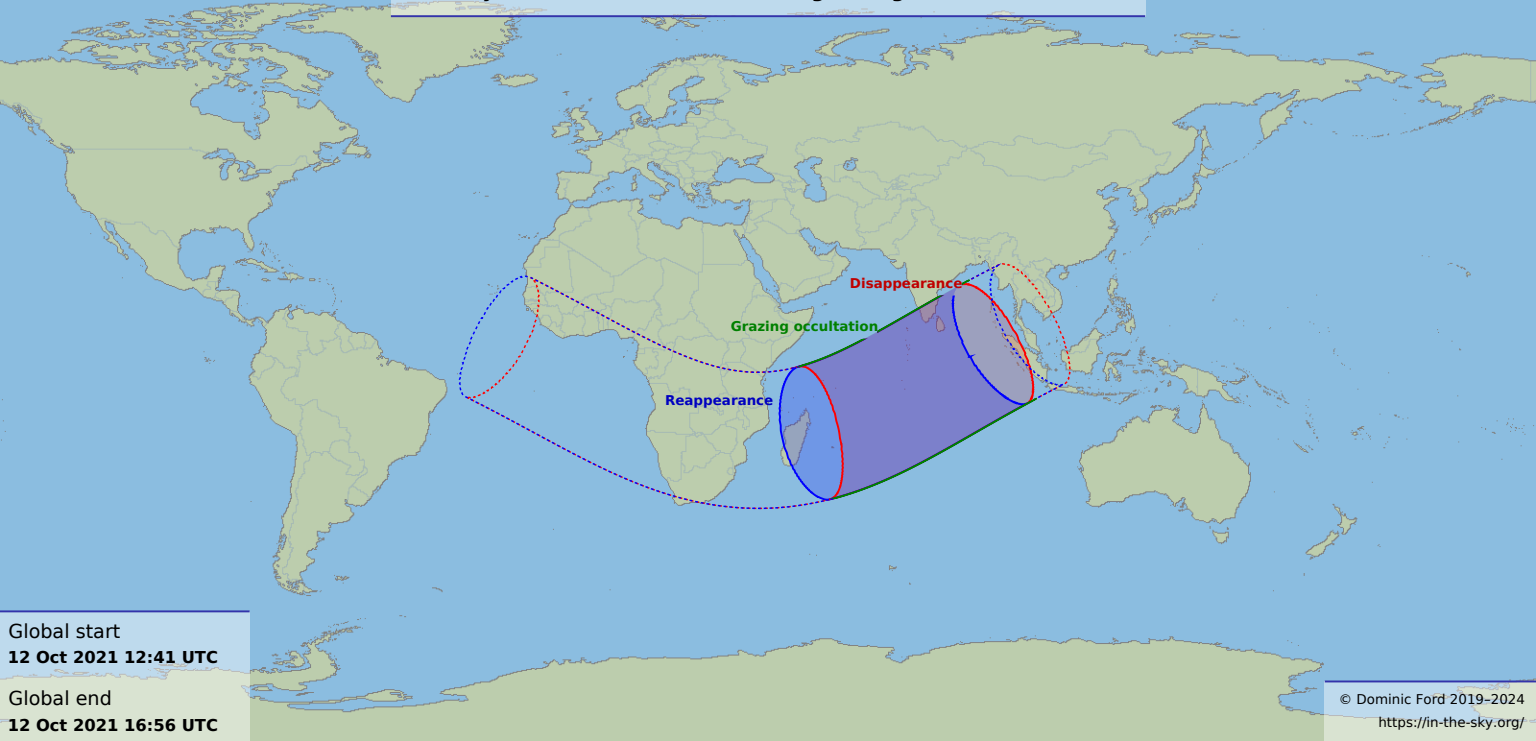 Disappearance
Grazing occultation
Reappearance
Global start
12 Oct 2021 12:41 UTC
Global end
12 Oct 2021 16:56 UTC
© Dominic Ford 2019–2024
https://in-the-sky.org/